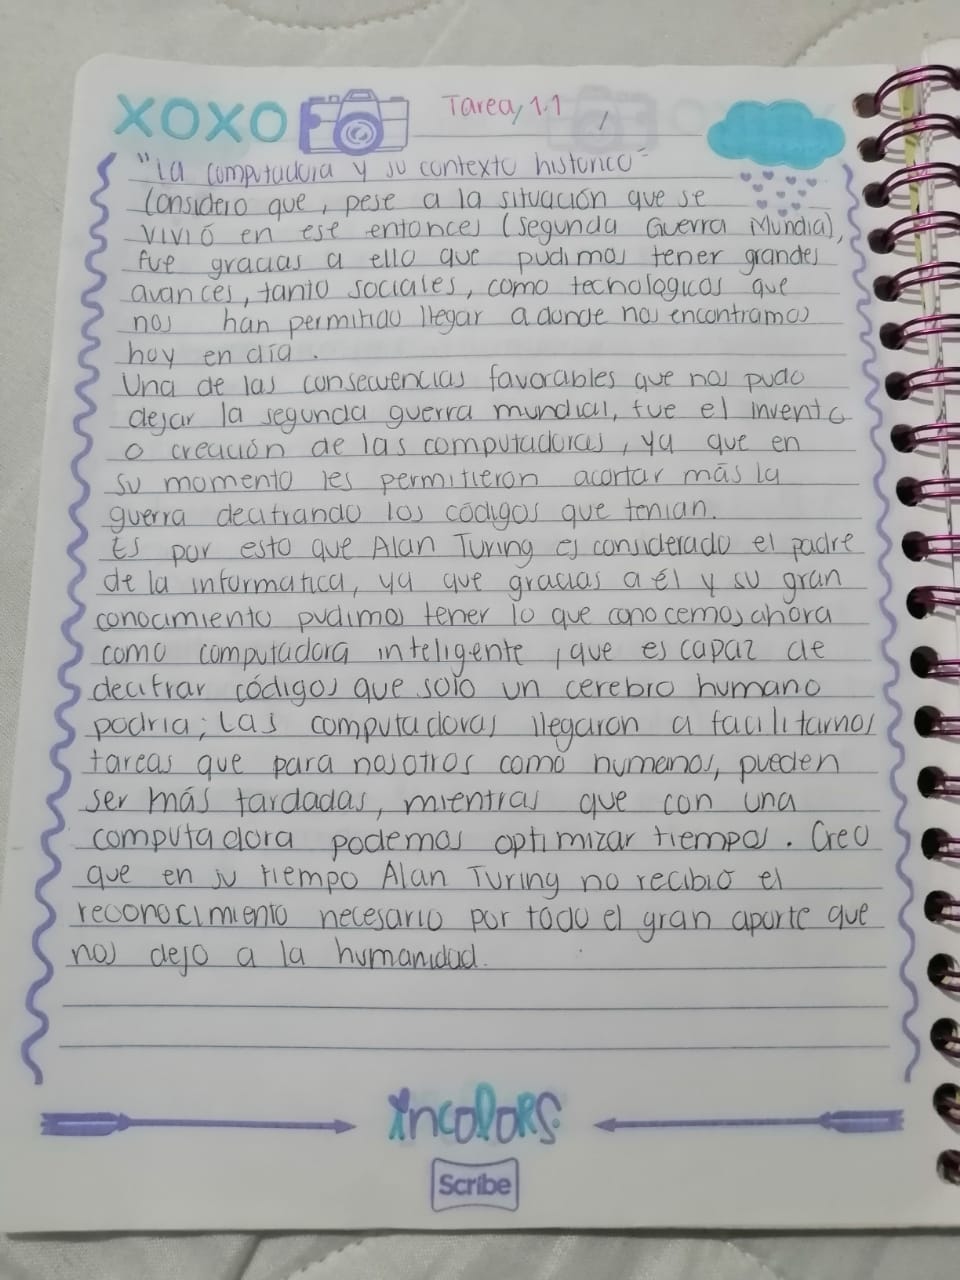 XOXO
Tarea, 1.1
"La computadora y su contexto historico"
Considero que, pese a la situación que se
vivió en ese entonces (Segunda Guerra Mundial),
fue gracias a ello que pudimos tener grandes
avances, tanto sociales, como tecnologicos que
nos han permitido llegar a donde nos encontramos
hoy en día.
Una de las consecuencias favorables que nos pudo
dejar la segunda guerra mundial, fue el invento
o creación de las computadoras, ya que en
su momento les permitieron acortar más la
guerra decifrando los códigos que tenian.
Es por esto que Alan Turing es considerado el padre
de la informatica, ya que gracias a él y su gran
conocimiento pudimos tener lo que conocemos ahora
como computadora inteligente, que es capaz de
decifrar códigos que solo un cerebro humano
podria; Las computadoras llegaron a facilitarnos
tareas que para nosotros como humanos, pueden
ser más tardadas, mientras que con una
computadora podemos optimizar tiempos. Creo
que en su tiempo Alan Turing no recibió el
reconocimiento necesario por todo el gran aporte que
nos dejo a la humanidad.
incolors
Scribe